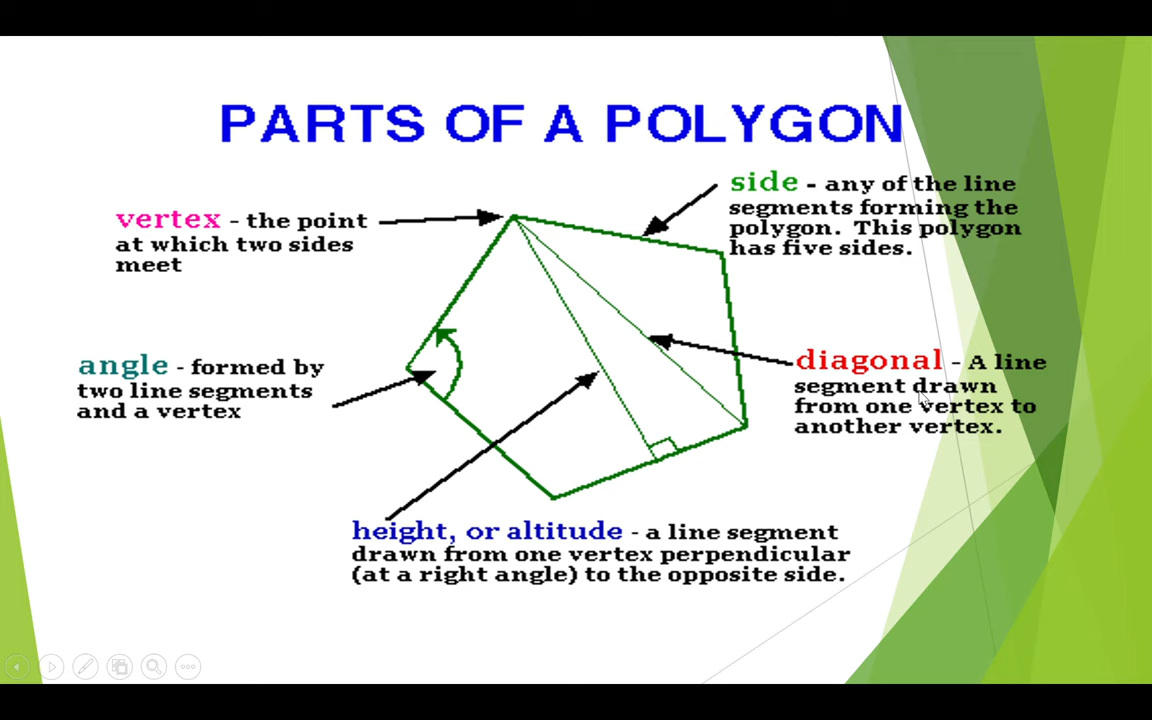 PARTS OF A POLYGON
vertex - the point
at which two sides
meet
side - any of the line
segments forming the
polygon. This polygon
has five sides.
angle - formed by
two line segments
and a vertex
diagonal - A line
segment drawn
from one vertex to
another vertex.
height, or altitude - a line segment
drawn from one vertex perpendicular
(at a right angle) to the opposite side.